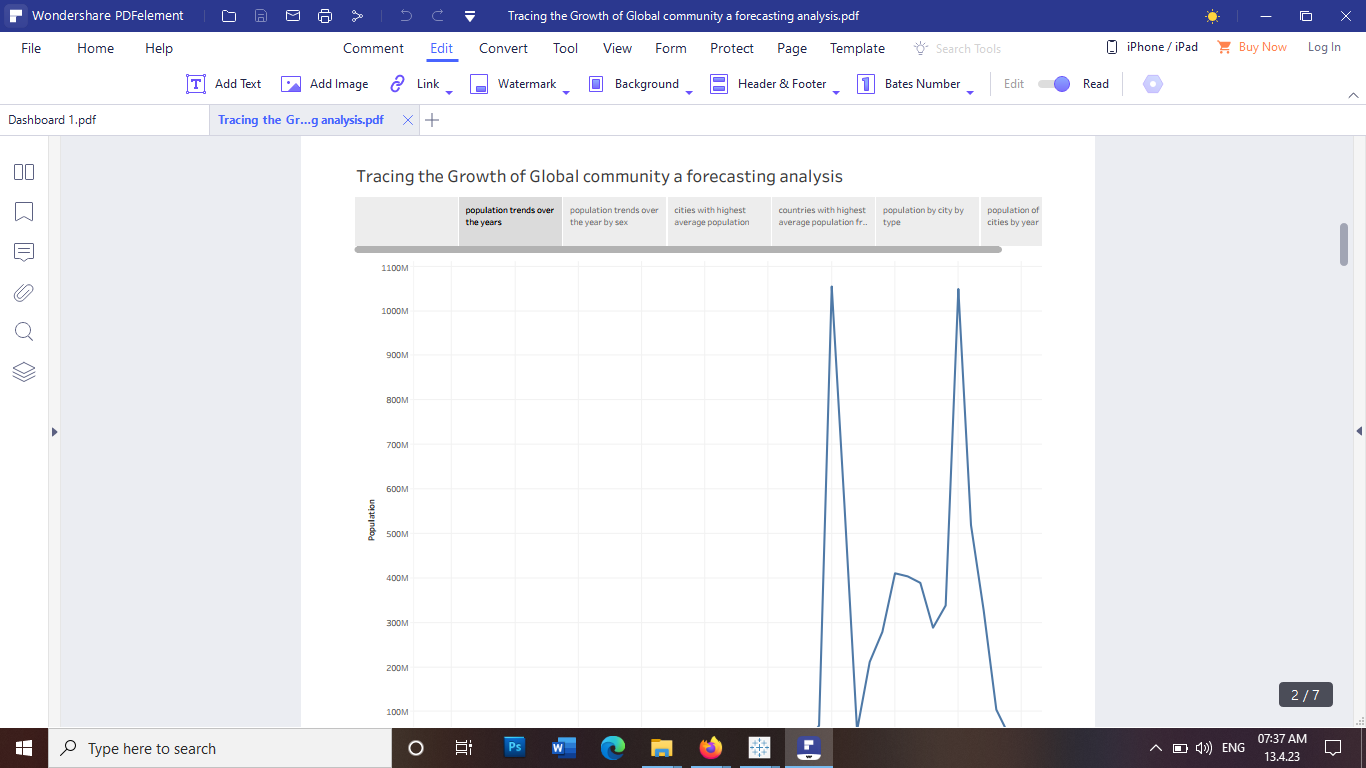 Wondershare PDFelement
Tracing the Growth of Global community a forecasting analysis.pdf
File Home Help Comment Edit Convert Tool View Form Protect Page Template Search Tools iPhone / iPad Buy Now Log In
Add Text Add Image Link Watermark Background Header & Footer Bates Number Edit Read
Dashboard 1.pdf
Tracing the Gr...g analysis.pdf
Tracing the Growth of Global community a forecasting analysis
population trends over
the years
population trends over
the year by sex
cities with highest
average population
countries with highest
average population fr..
population by city by
type
population of
cities by year
1100M
1000M
900M
800M
700M
600M
500M
400M
300M
200M
100M
Population
2 / 7
Type here to search
Ps
W
ENG
07:37 AM
13.4.23